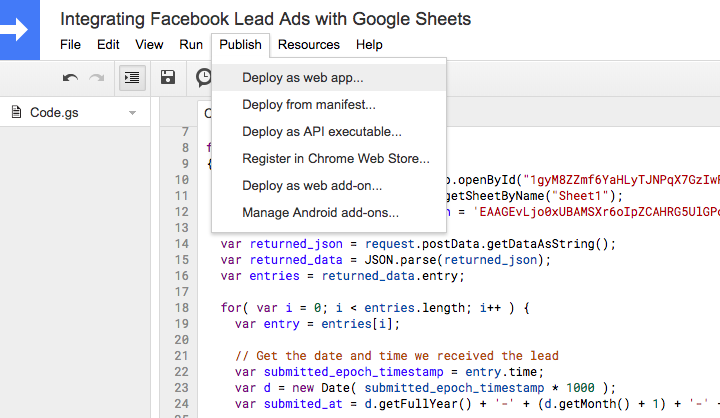 Integrating Facebook Lead Ads with Google Sheets
File Edit View Run Publish Resources Help
Deploy as web app...
Deploy from manifest...
Deploy as API executable...
Register in Chrome Web Store...
Deploy as web add-on...
Manage Android add-ons...
Code.gs
7
8
9 {
10 .openById("1gyM8ZZmf6YaHLyTJNPqX7GzIw
11 getSheetByName("Sheet1");
12 = 'EAAGEvLjo0xUBAMSXr6oIpZCAHRG5UlGP
13
14 var returned_json = request.postData.getDataAsString();
15 var returned_data = JSON.parse(returned_json);
16 var entries = returned_data.entry;
17
18 for( var i = 0; i < entries.length; i++ ) {
19 var entry = entries[i];
20
21 // Get the date and time we received the lead
22 var submitted_epoch_timestamp = entry.time;
23 var d = new Date( submitted_epoch_timestamp * 1000 );
24 var submited_at = d.getFullYear() + '-' + (d.getMonth() + 1) + '-' +